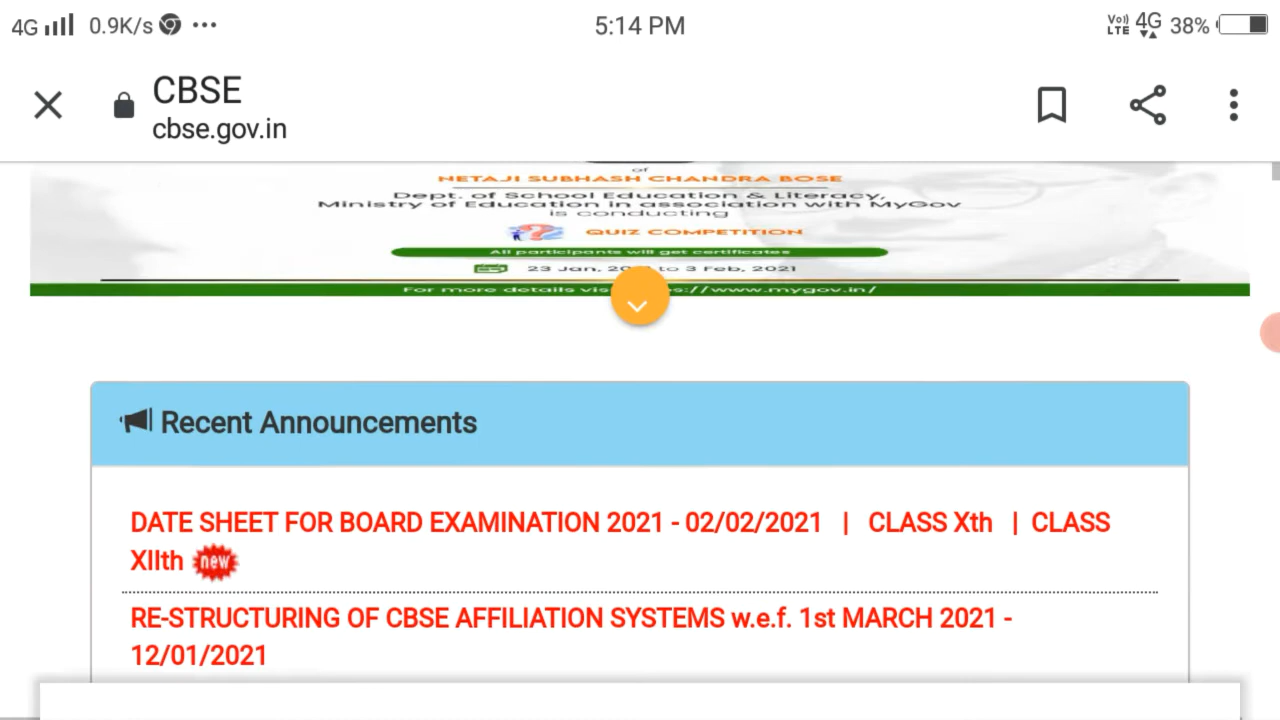 4G 0.9K/s 5:14 PM Vo)) LTE 4G 38%
CBSE
cbse.gov.in
of
NETAJI SUBHASH CHANDRA BOSE
Dept. of School Education & Literacy,
Ministry of Education in association with MyGov
is conducting
QUIZ COMPETITION
All participants will get certificates
23 Jan, to 3 Feb, 2021
For more details s://www.mygov.in/
Recent Announcements
DATE SHEET FOR BOARD EXAMINATION 2021 - 02/02/2021 | CLASS Xth | CLASS
XIIth new
RE-STRUCTURING OF CBSE AFFILIATION SYSTEMS w.e.f. 1st MARCH 2021 -
12/01/2021